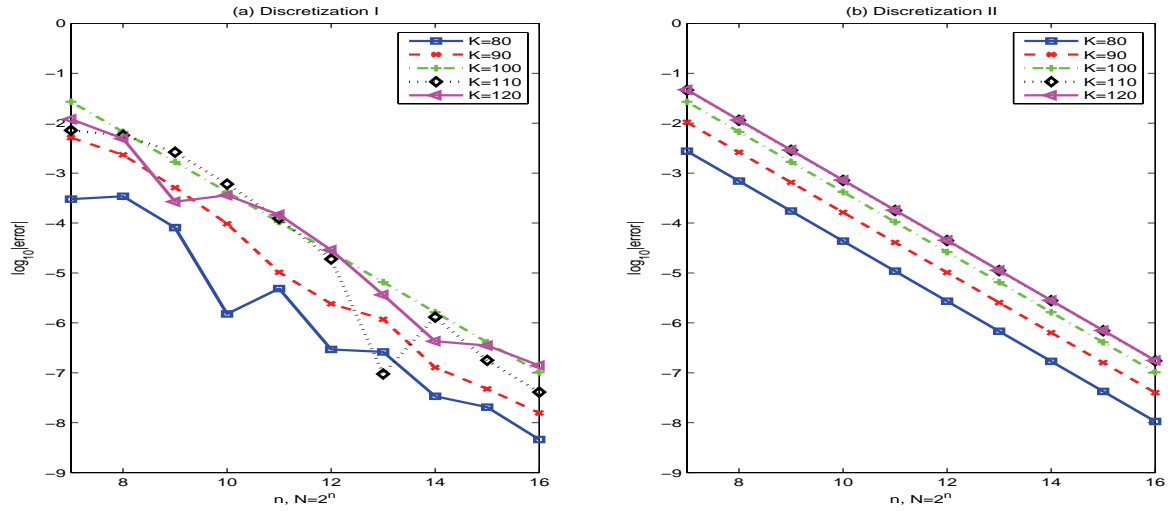 (a) Discretization I
0
−1
−2
−3
−4
−5
−6
−7
−8
−9
8
10
12
14
16
log₁₀|error|
n, N=2ⁿ
K=80
K=90
K=100
K=110
K=120
(b) Discretization II
0
−1
−2
−3
−4
−5
−6
−7
−8
−9
8
10
12
14
16
log₁₀|error|
n, N=2ⁿ
K=80
K=90
K=100
K=110
K=120